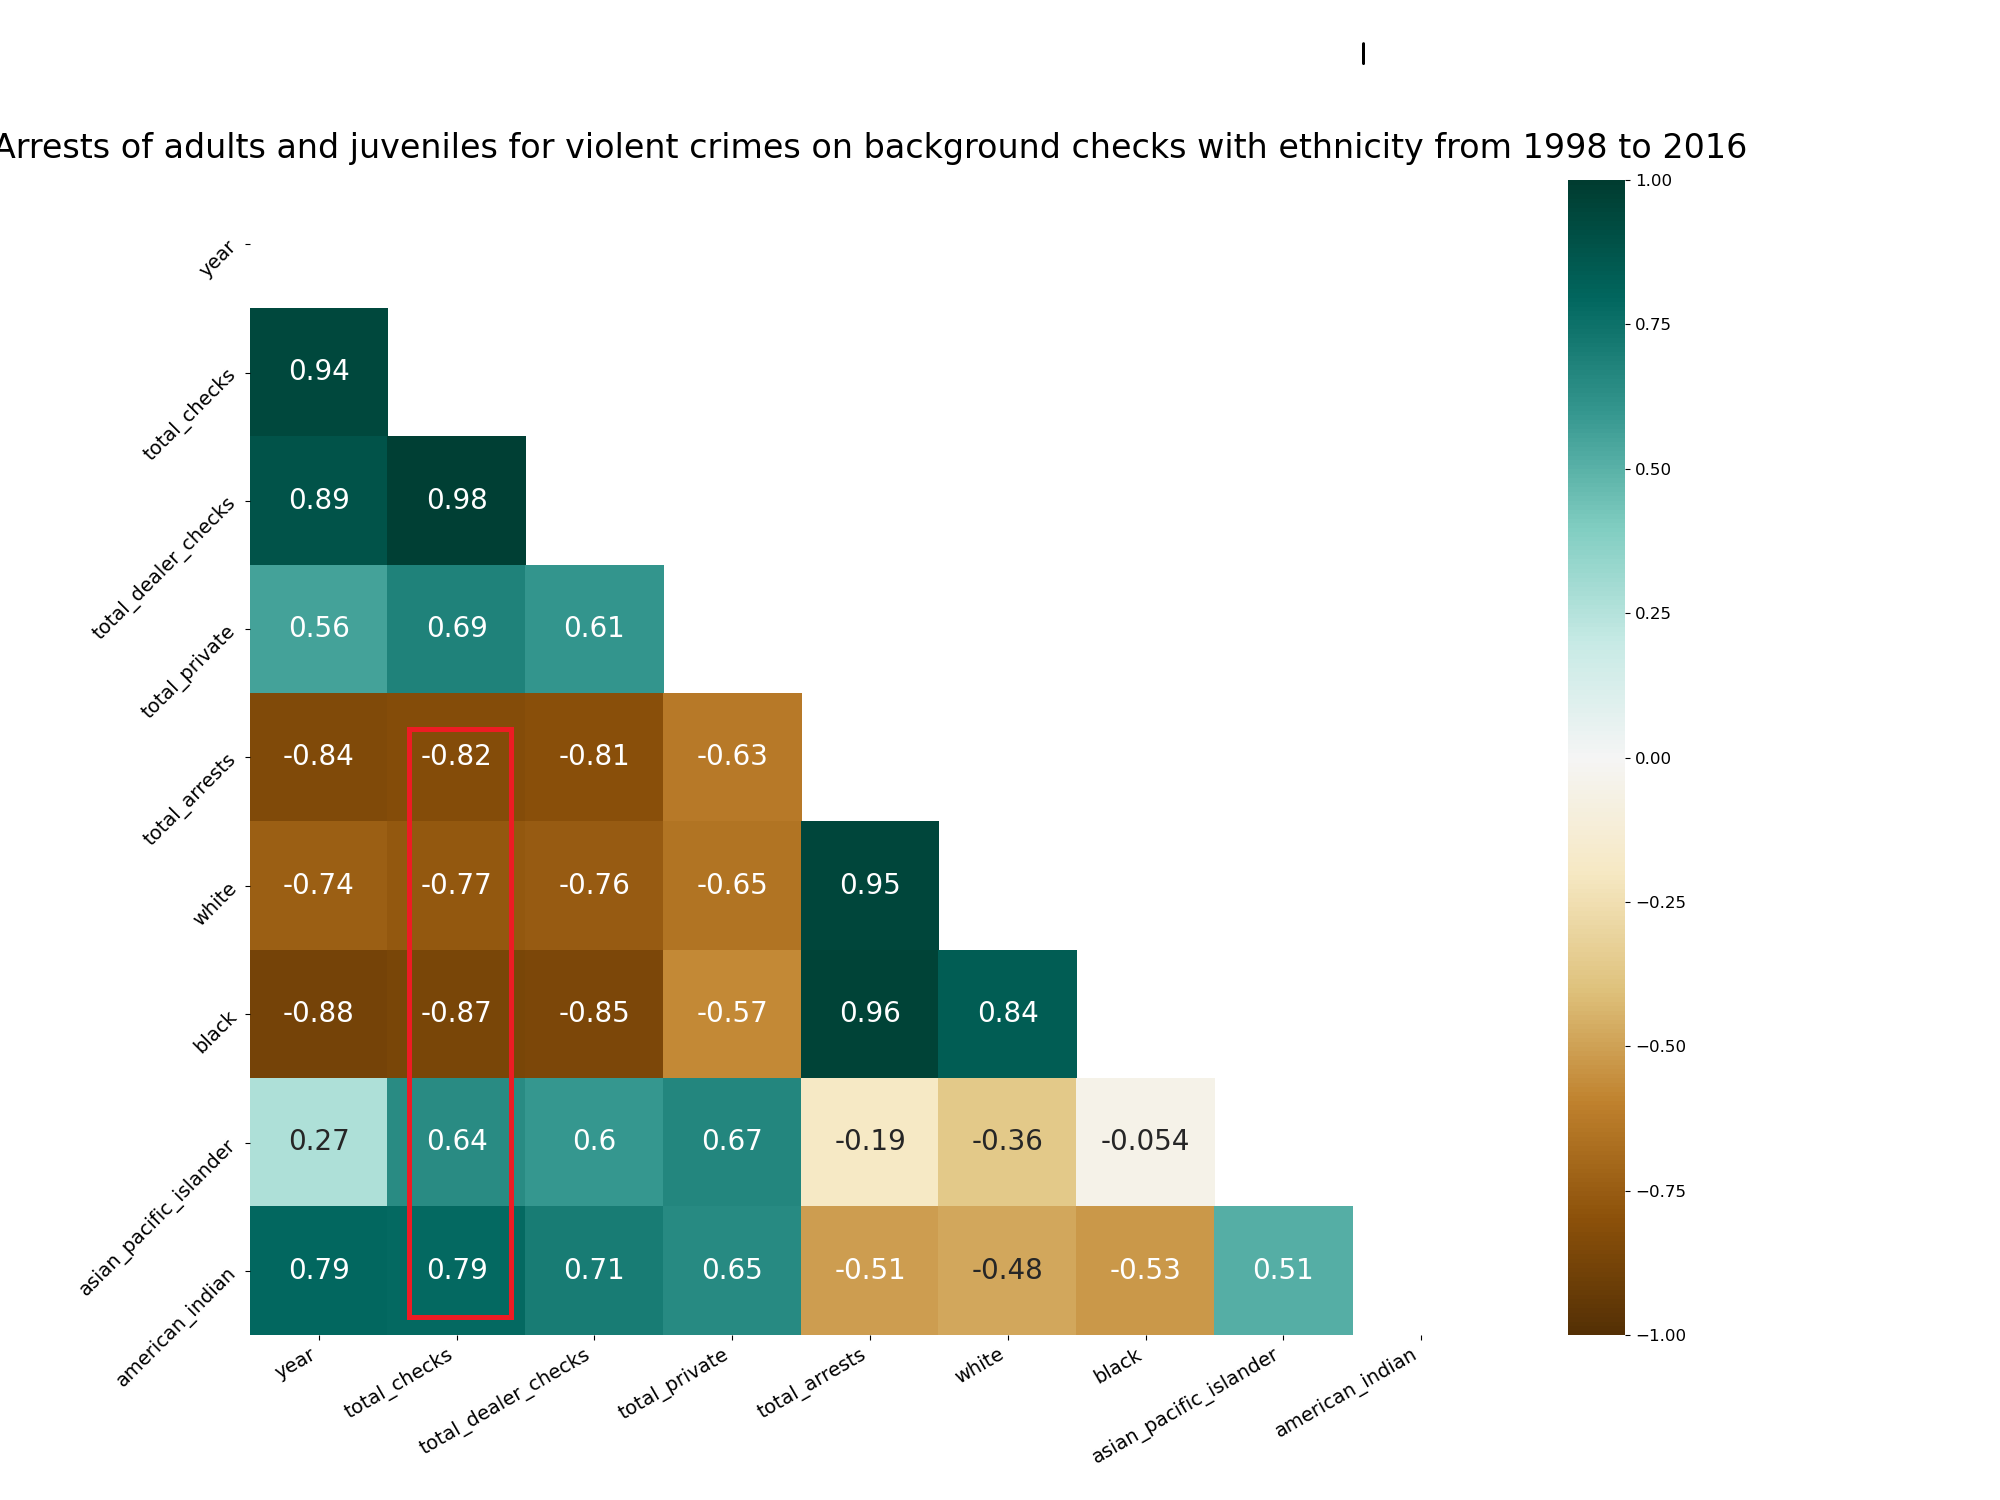 Arrests of adults and juveniles for violent crimes on background checks with ethnicity from 1998 to 2016
1.00
0.75
0.50
0.25
0.00
−0.25
−0.50
−0.75
−1.00
year
total_checks 0.94
total_dealer_checks 0.89 0.98
total_private 0.56 0.69 0.61
total_arrests -0.84 -0.82 -0.81 -0.63
white -0.74 -0.77 -0.76 -0.65 0.95
black -0.88 -0.87 -0.85 -0.57 0.96 0.84
asian_pacific_islander 0.27 0.64 0.6 0.67 -0.19 -0.36 -0.054
american_indian 0.79 0.79 0.71 0.65 -0.51 -0.48 -0.53 0.51
year total_checks total_dealer_checks total_private total_arrests white black asian_pacific_islander american_indian